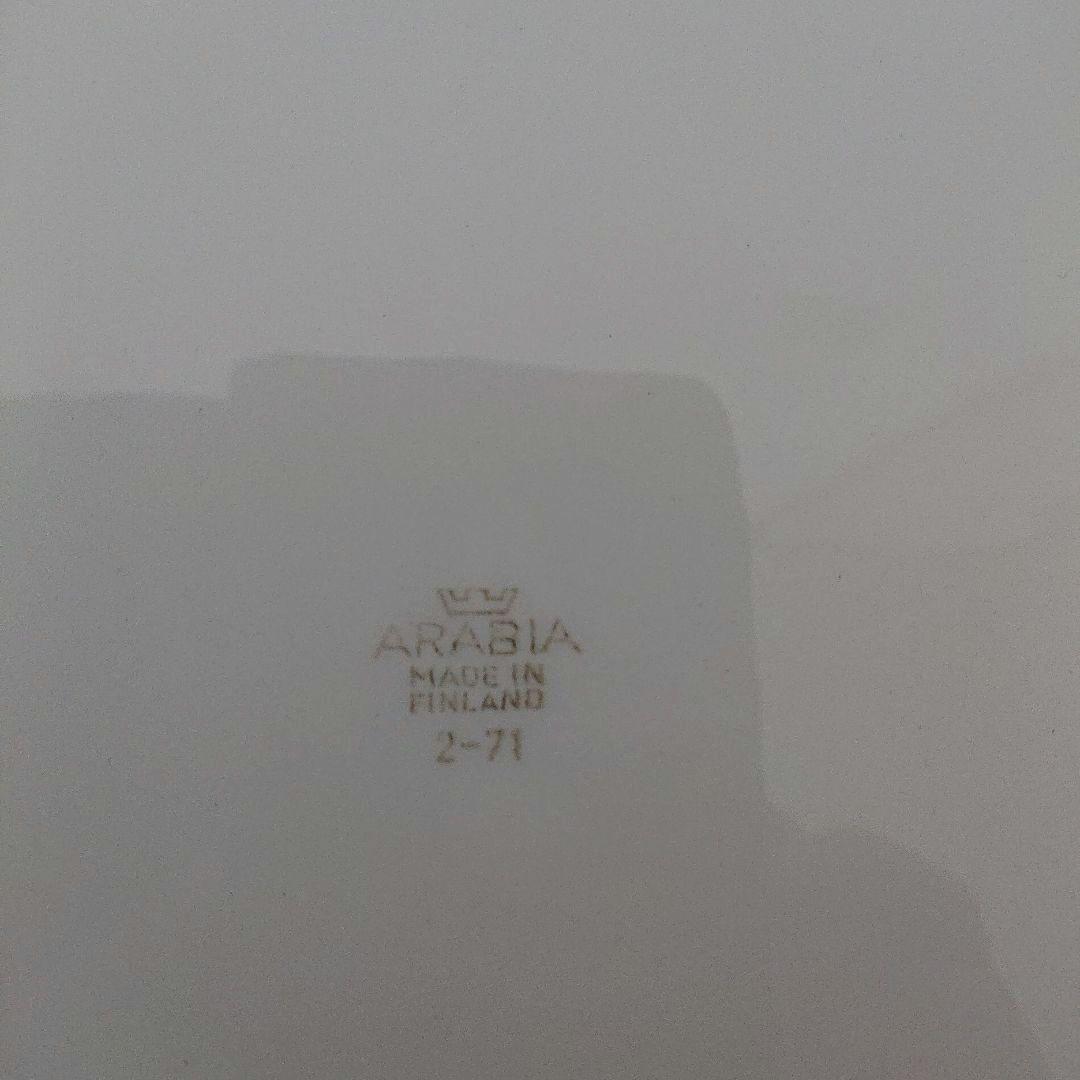 ARABIA
MADE IN
FINLAND
2-71